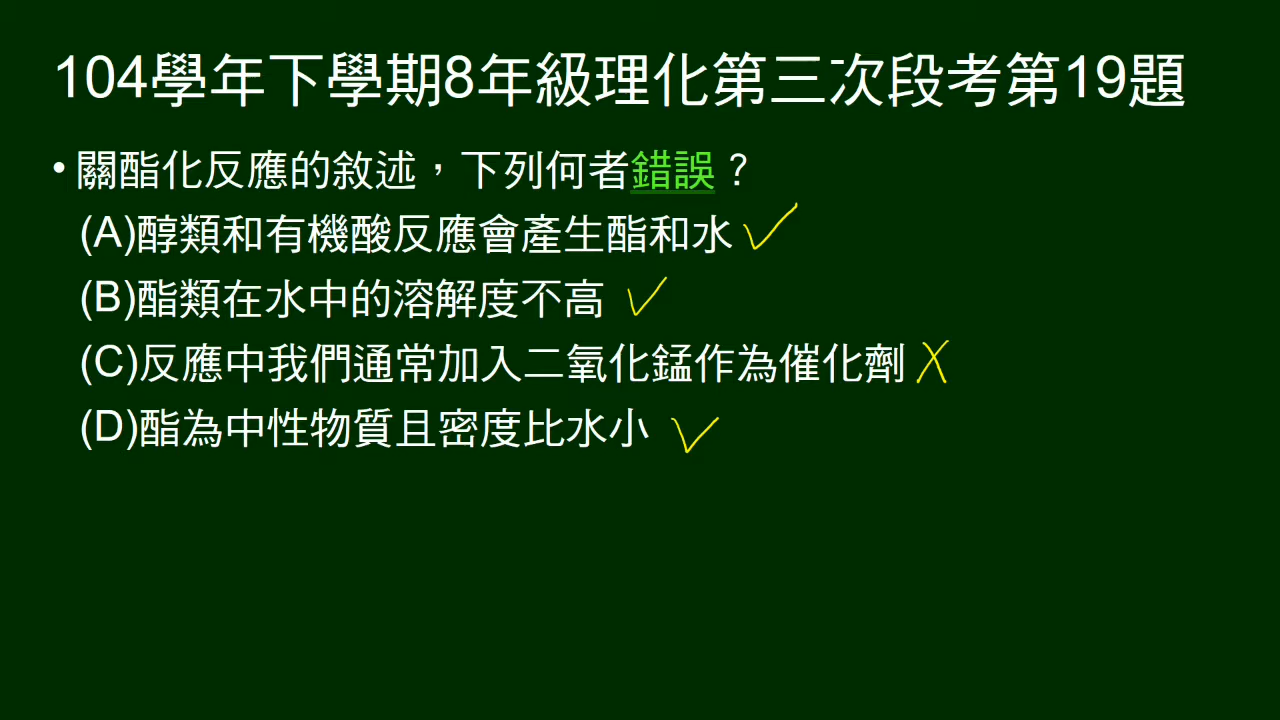 104學年下學期8年級理化第三次段考第19題
•關酯化反應的敘述，下列何者錯誤？
(A)醇類和有機酸反應會產生酯和水 ✓
(B)酯類在水中的溶解度不高 ✓
(C)反應中我們通常加入二氧化錳作為催化劑 X
(D)酯為中性物質且密度比水小 ✓